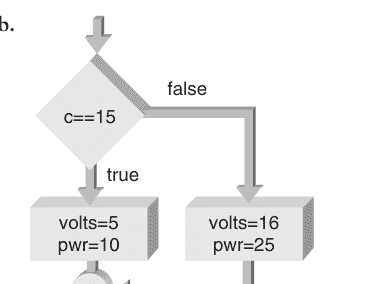 b.
false
c==15
true
volts=5
pwr=10
volts=16
pwr=25